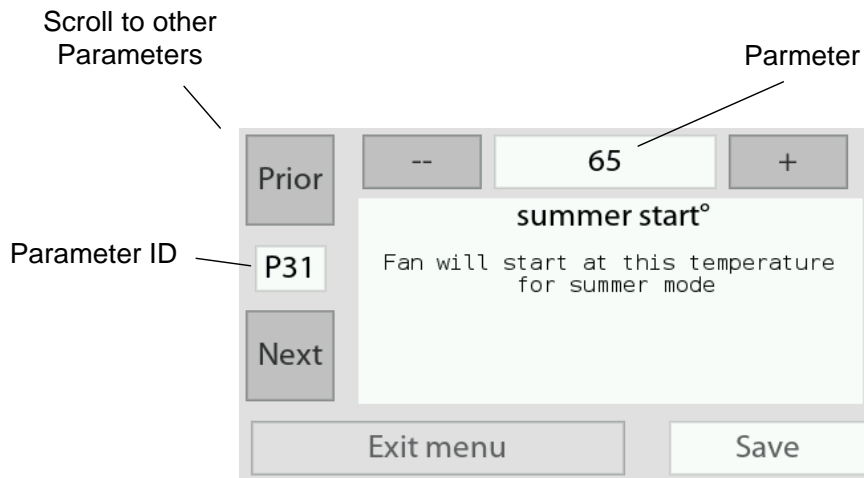 Scroll to other
Parameters
Parmeter
Prior
--
65
+
summer start°
Parameter ID
P31
Fan will start at this temperature
for summer mode
Next
Exit menu
Save